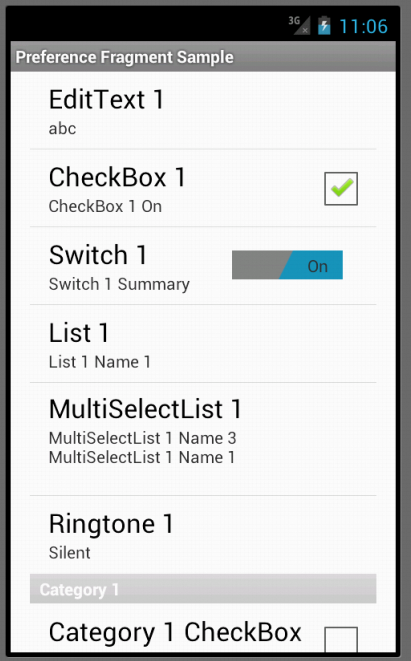 3G 11:06
Preference Fragment Sample
EditText 1
abc
CheckBox 1
CheckBox 1 On
Switch 1
On
Switch 1 Summary
List 1
List 1 Name 1
MultiSelectList 1
MultiSelectList 1 Name 3
MultiSelectList 1 Name 1
Ringtone 1
Silent
Category 1
Category 1 CheckBox